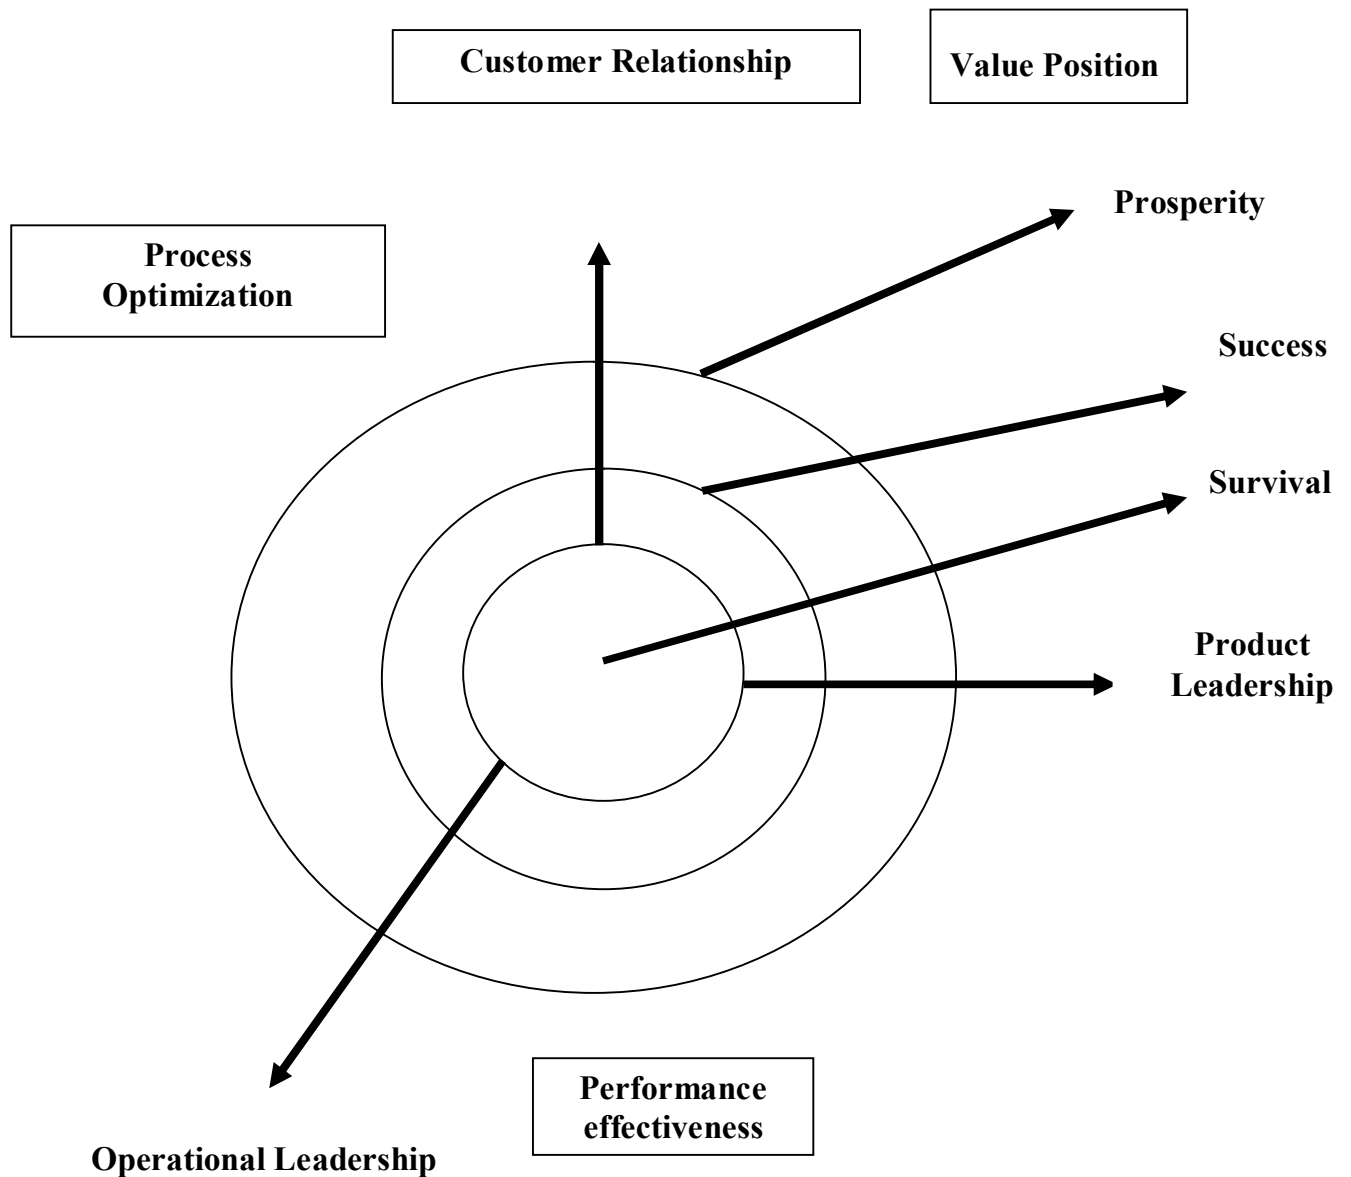 Customer Relationship
Value Position
Prosperity
Process
Optimization
Success
Survival
Product
Leadership
Performance
effectiveness
Operational Leadership